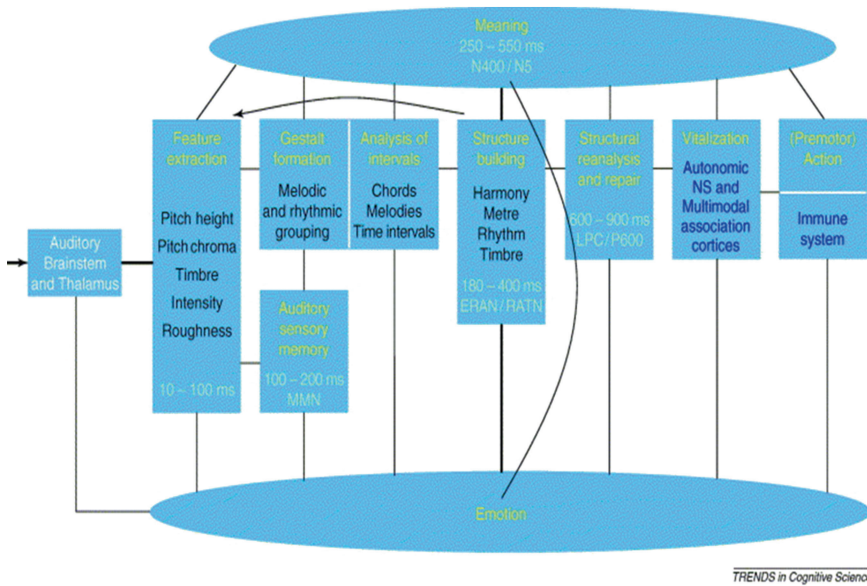 Meaning
250 – 550 ms
N400 / N5
Feature
extraction
Pitch height
Pitch chroma
Timbre
Intensity
Roughness
10 – 100 ms
Gestalt
formation
Melodic
and rhythmic
grouping
Analysis of
intervals
Chords
Melodies
Time intervals
Structure
building
Harmony
Metre
Rhythm
Timbre
180 – 400 ms
ERAN / RATN
Structural
reanalysis
and repair
600 – 900 ms
LPC / P600
Vitalization
Autonomic
NS and
Multimodal
association
cortices
(Premotor)
Action
Immune
system
Auditory
Brainstem
and Thalamus
Auditory
sensory
memory
100 – 200 ms
MMN
Emotion
TRENDS in Cognitive Scienc